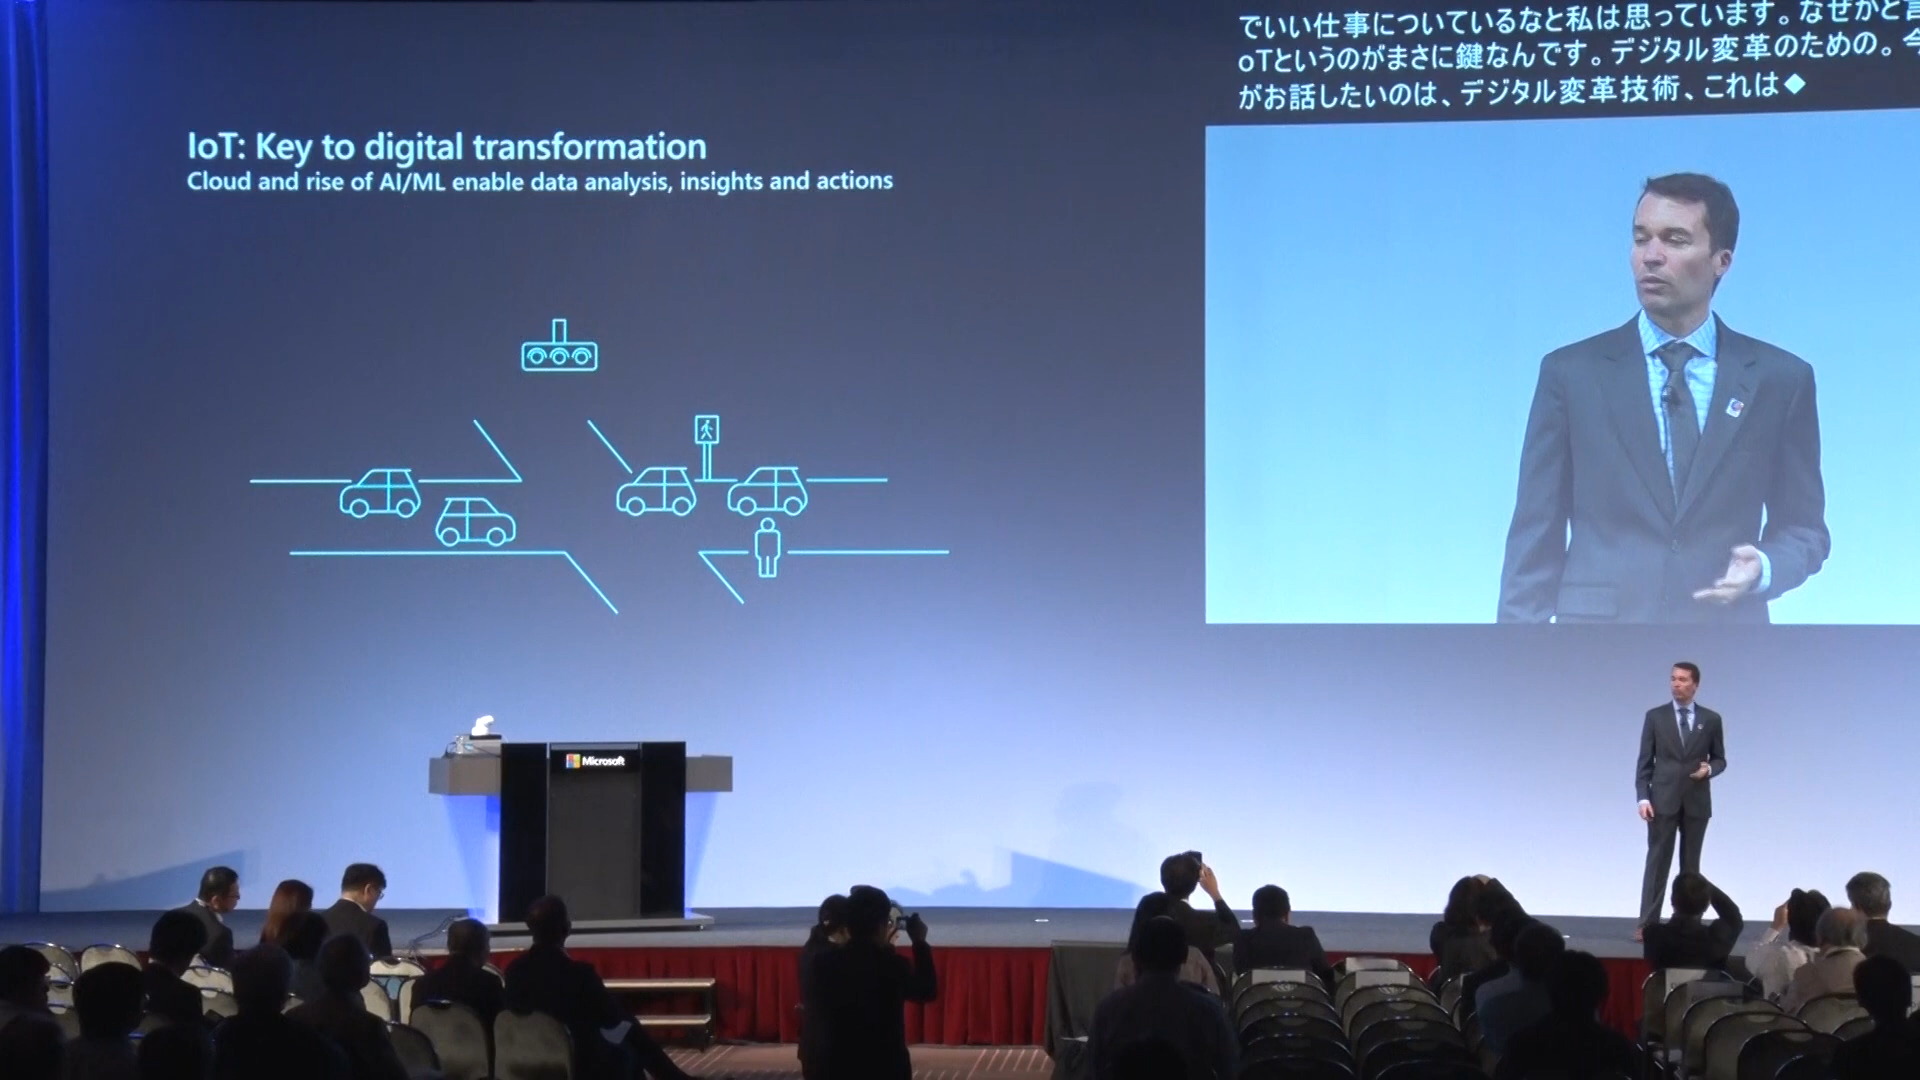 でいい仕事についているなと私は思っています。なぜかと言
oTというのがまさに鍵なんです。デジタル変革のための。今
がお話したいのは、デジタル変革技術、これは◆
IoT: Key to digital transformation
Cloud and rise of AI/ML enable data analysis, insights and actions
Microsoft